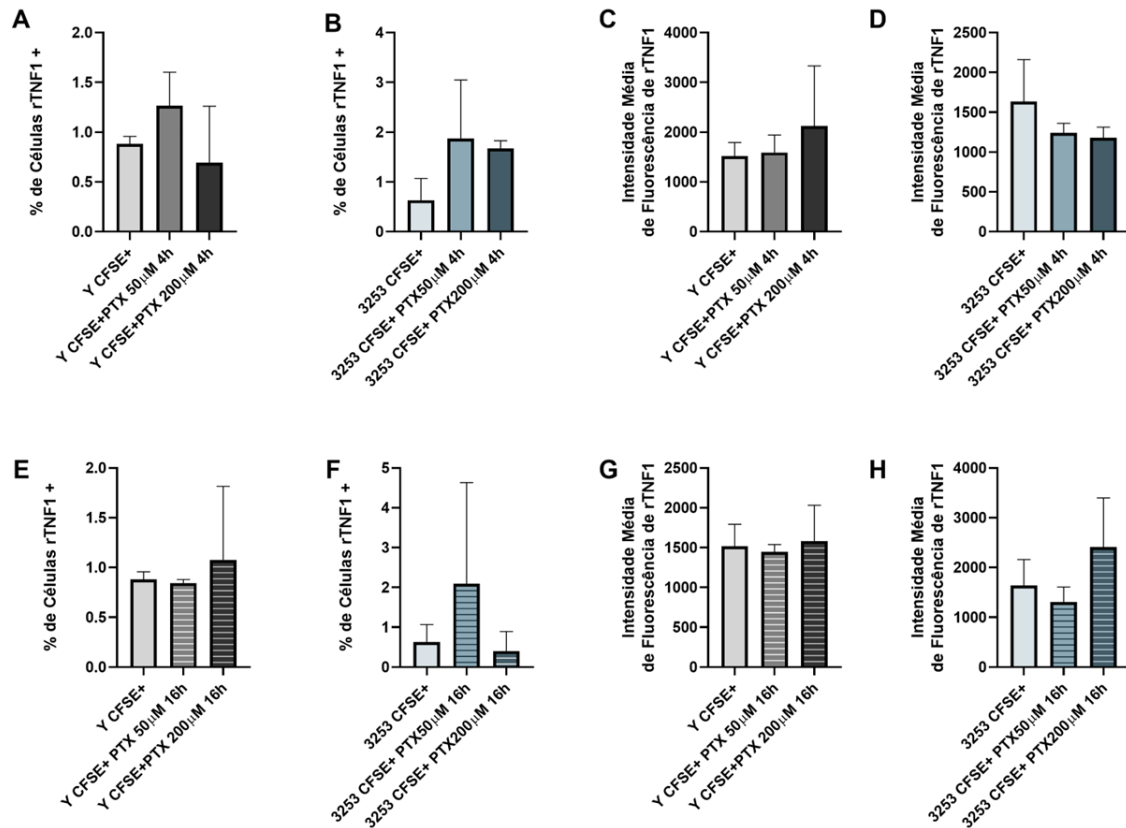 A
% de Células rTNF1 +
2.0
1.5
1.0
0.5
0.0
Y CFSE+
Y CFSE+PTX 50μM 4h
Y CFSE+PTX 200μM 4h
B
% de Células rTNF1 +
4
3
2
1
0
3253 CFSE+
3253 CFSE+ PTX50μM 4h
3253 CFSE+ PTX200μM 4h
C
Intensidade Média
de Fluorescência de rTNF1
4000
3000
2000
1000
0
Y CFSE+
Y CFSE+PTX 50μM 4h
Y CFSE+PTX 200μM 4h
D
Intensidade Média
de Fluorescência de rTNF1
2500
2000
1500
1000
500
0
3253 CFSE+
3253 CFSE+ PTX50μM 4h
3253 CFSE+ PTX200μM 4h
E
% de Células rTNF1 +
2.0
1.5
1.0
0.5
0.0
Y CFSE+
Y CFSE+ PTX 50μM 16h
Y CFSE+PTX 200μM 16h
F
% de Células rTNF1 +
5
4
3
2
1
0
3253 CFSE+
3253 CFSE+ PTX50μM 16h
3253 CFSE+ PTX200μM 16h
G
Intensidade Média
de Fluorescência de rTNF1
2500
2000
1500
1000
500
0
Y CFSE+
Y CFSE+ PTX 50μM 16h
Y CFSE+PTX 200μM 16h
H
Intensidade Média
de Fluorescência de rTNF1
4000
3000
2000
1000
0
3253 CFSE+
3253 CFSE+ PTX50μM 16h
3253 CFSE+ PTX200μM 16h